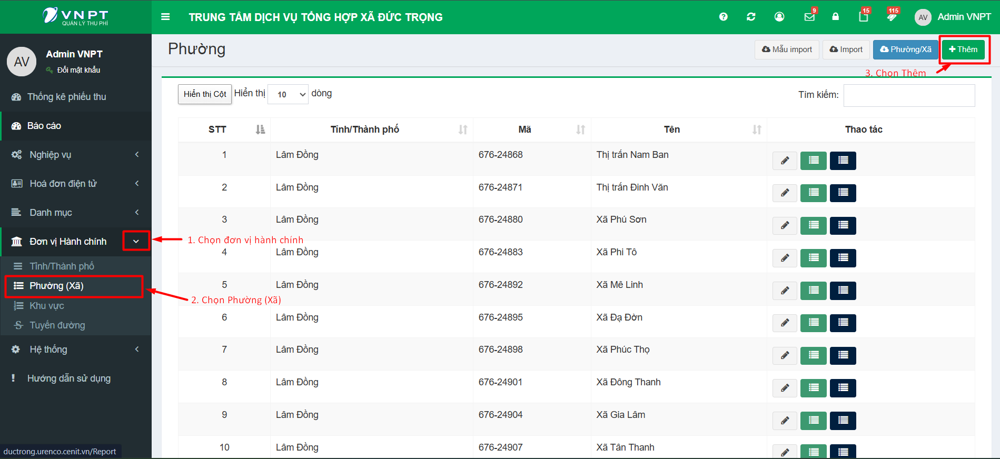 VNPT
QUẢN LÝ THU PHÍ
TRUNG TÂM DỊCH VỤ TỔNG HỢP XÃ ĐỨC TRỌNG
9
15
115
AV
Admin VNPT
AV
Admin VNPT
Đổi mật khẩu
Thống kê phiếu thu
Báo cáo
Nghiệp vụ
Hoá đơn điện tử
Danh mục
Đơn vị Hành chính
Tỉnh/Thành phố
Phường (Xã)
Khu vực
Tuyến đường
Hệ thống
Hướng dẫn sử dụng
ductrong.urenco.cenit.vn/Report
Phường
Mẫu import
Import
Phường/Xã
Thêm
3. Chọn Thêm
Hiển thị Cột
Hiển thị 10 dòng
Tìm kiếm:
STT Tỉnh/Thành phố Mã Tên Thao tác
1 Lâm Đồng 676-24868 Thị trấn Nam Ban
2 Lâm Đồng 676-24871 Thị trấn Đinh Văn
3 Lâm Đồng 676-24880 Xã Phú Sơn
1. Chọn đơn vị hành chính
4 Lâm Đồng 676-24883 Xã Phi Tô
5 Lâm Đồng 676-24892 Xã Mê Linh
2. Chọn Phường (Xã)
6 Lâm Đồng 676-24895 Xã Đạ Đờn
7 Lâm Đồng 676-24898 Xã Phúc Thọ
8 Lâm Đồng 676-24901 Xã Đông Thanh
9 Lâm Đồng 676-24904 Xã Gia Lâm
10 Lâm Đồng 676-24907 Xã Tân Thanh